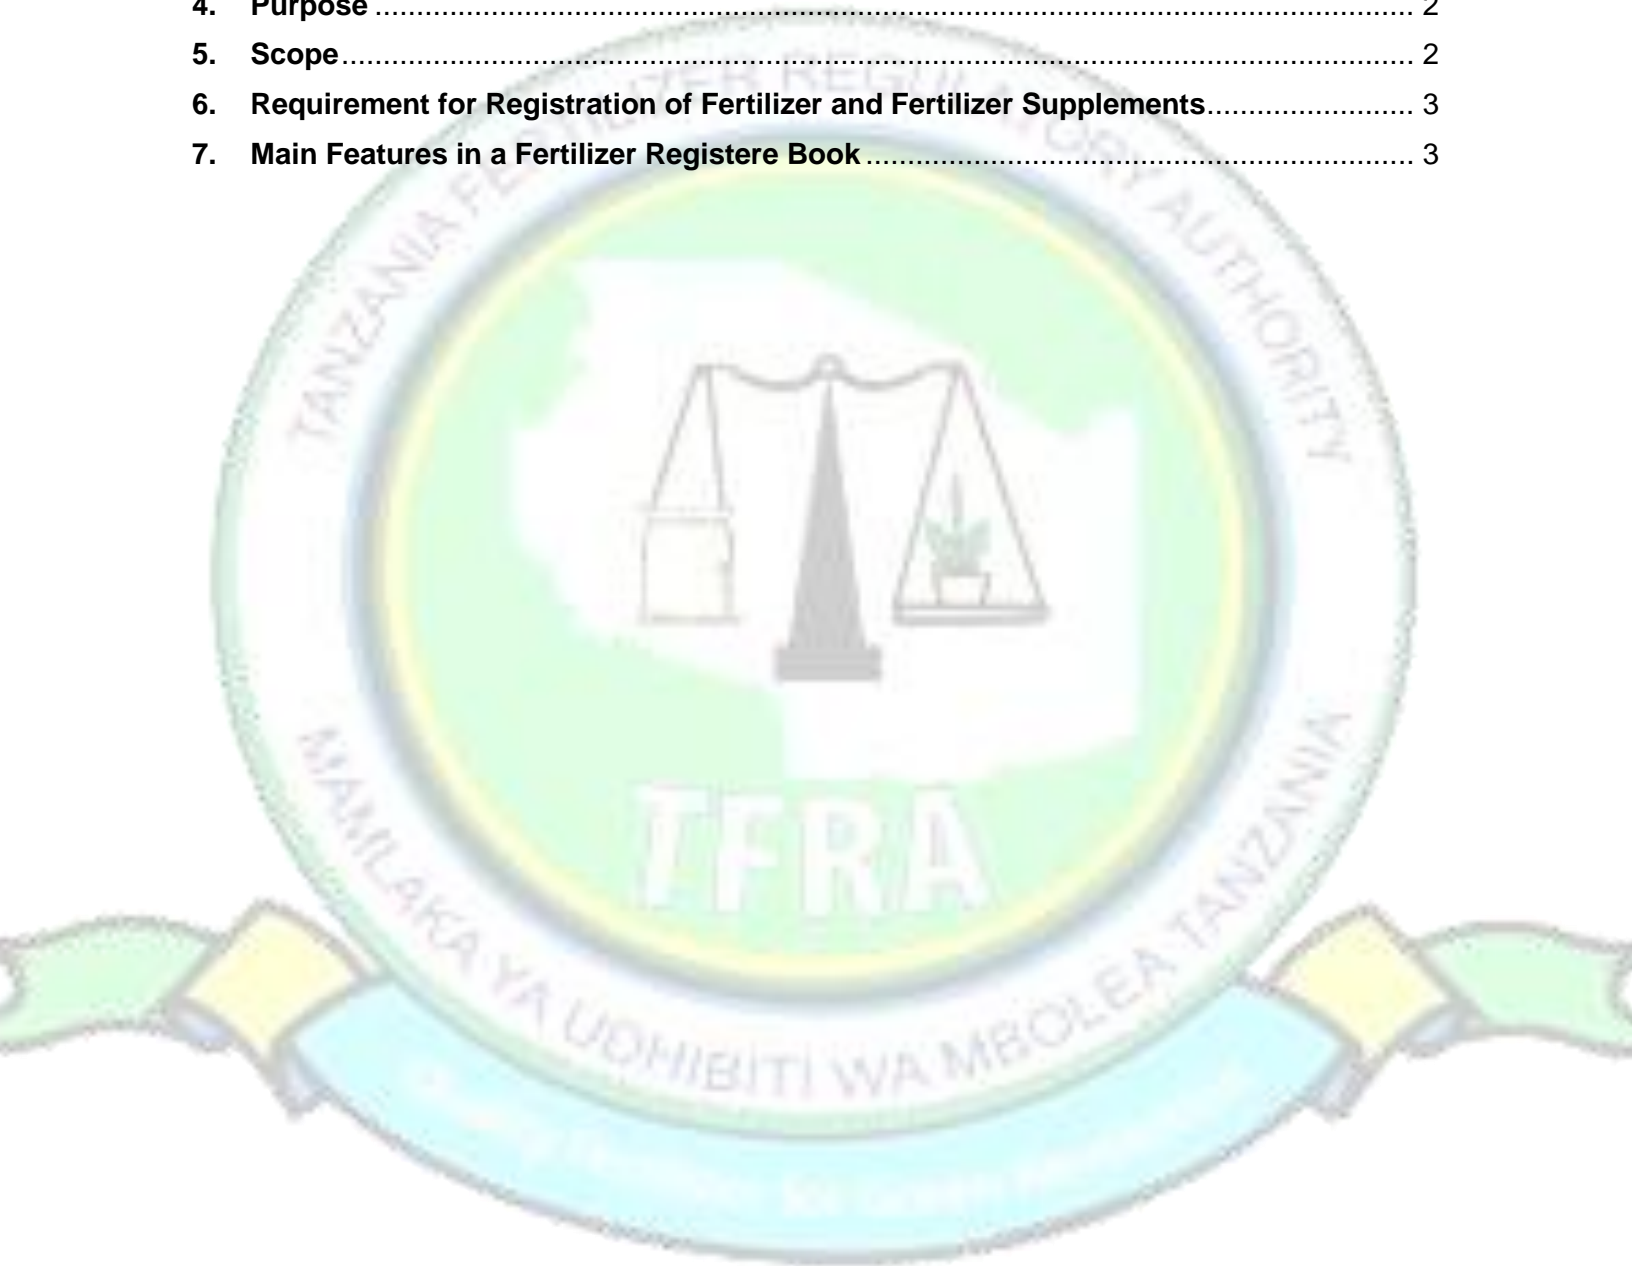 4. Purpose ........................................................................................................................ 2
5. Scope ........................................................................................................................ 2
6. Requirement for Registration of Fertilizer and Fertilizer Supplements ........................ 3
7. Main Features in a Fertilizer Registere Book ................................................................ 3
TANZANIA FERTILIZER REGULATORY AUTHORITY
TFRA
MAMLAKA YA UDHIBITI WA MBOLEA TANZANIA